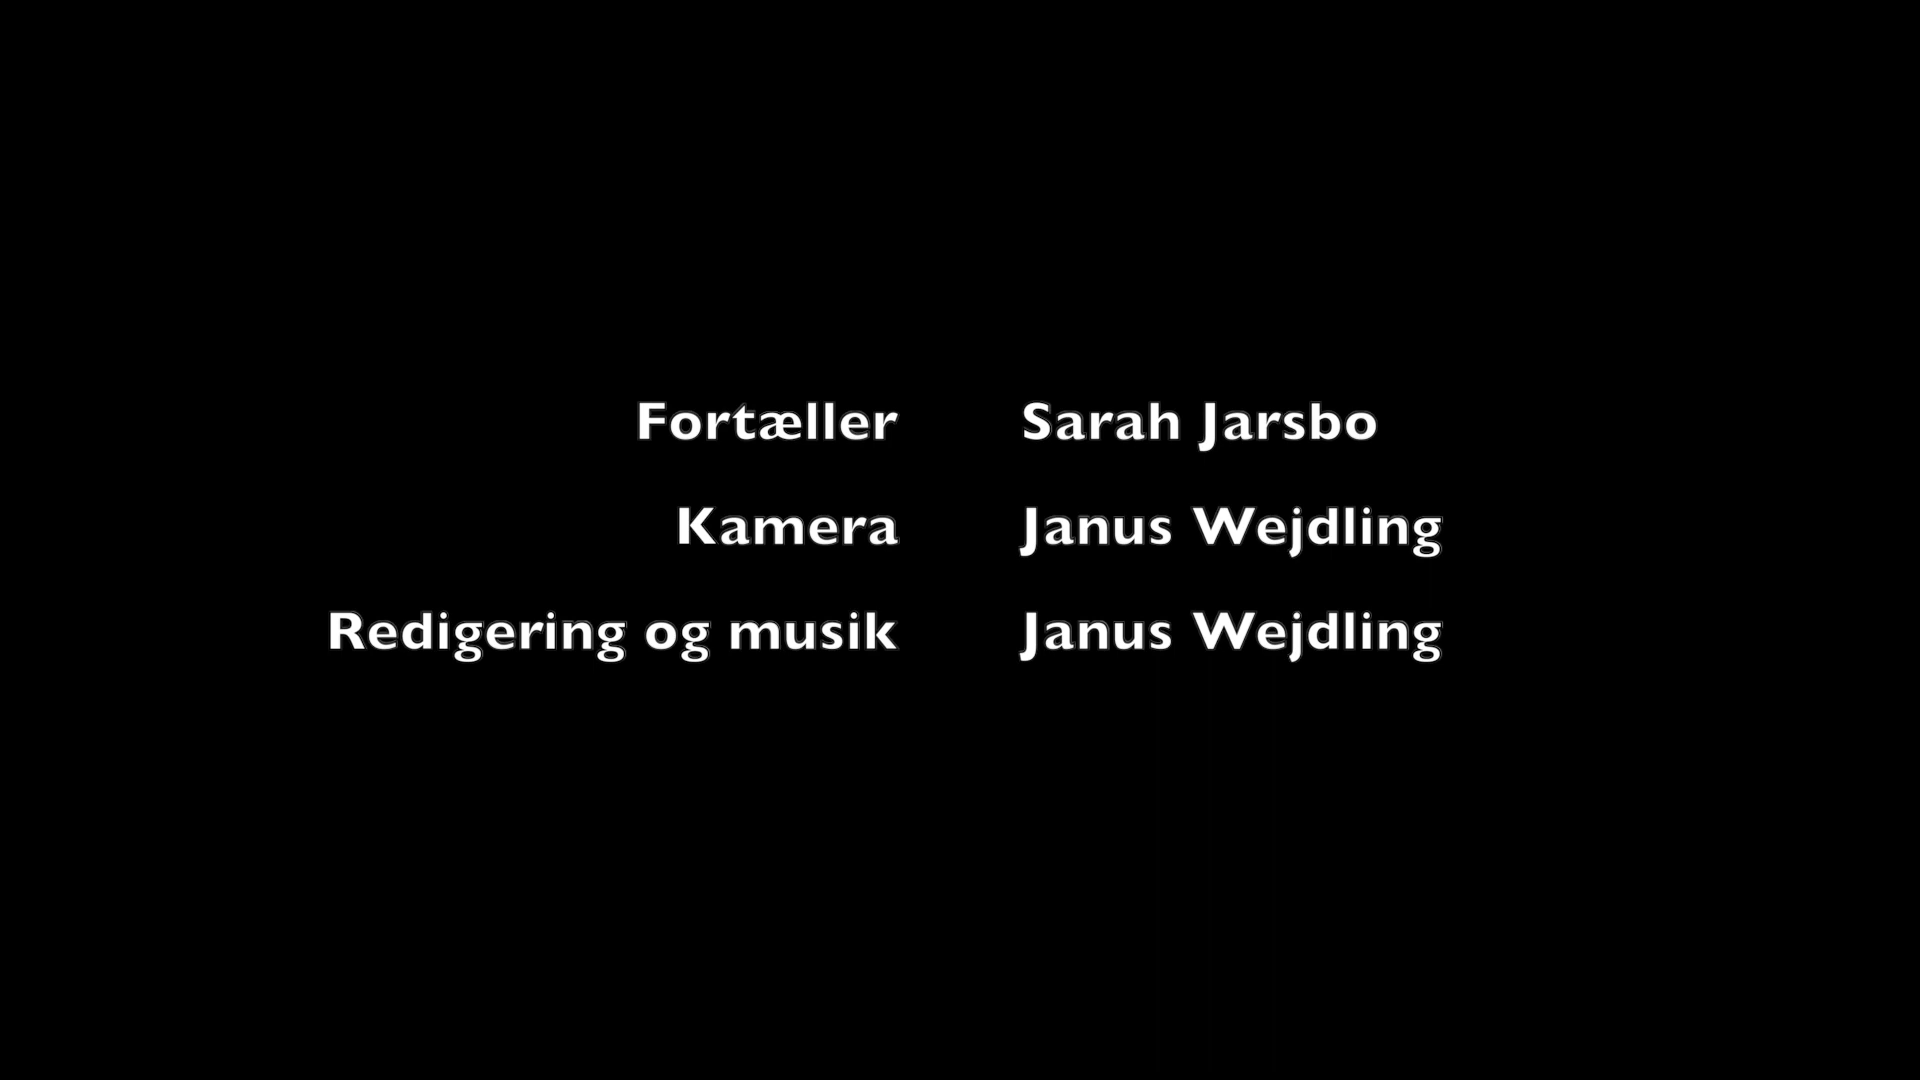 Fortæller Sarah Jarsbo
Kamera Janus Wejdling
Redigering og musik Janus Wejdling